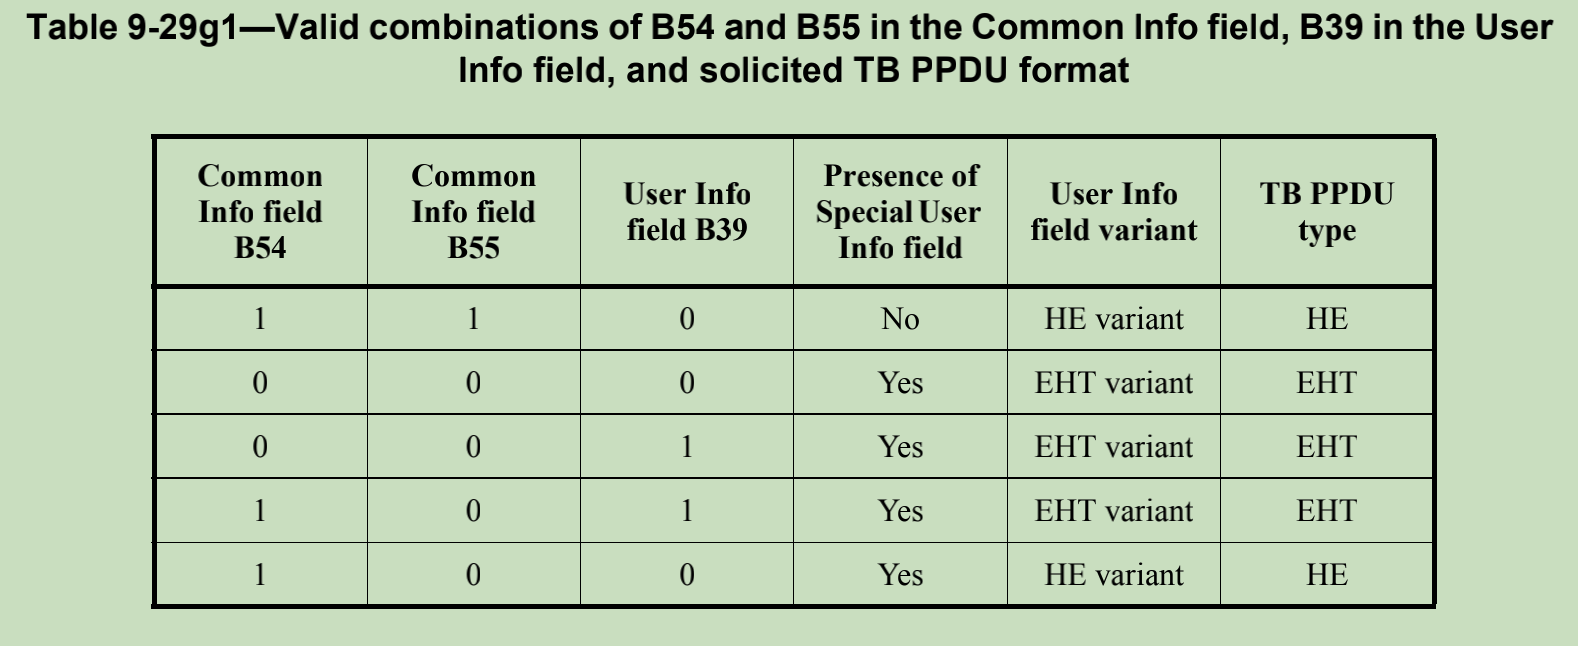 Table 9-29g1—Valid combinations of B54 and B55 in the Common Info field, B39 in the User
Info field, and solicited TB PPDU format
Common Info field B54 Common Info field B55 User Info field B39 Presence of Special User Info field User Info field variant TB PPDU type
1 1 0 No HE variant HE
0 0 0 Yes EHT variant EHT
0 0 1 Yes EHT variant EHT
1 0 1 Yes EHT variant EHT
1 0 0 Yes HE variant HE